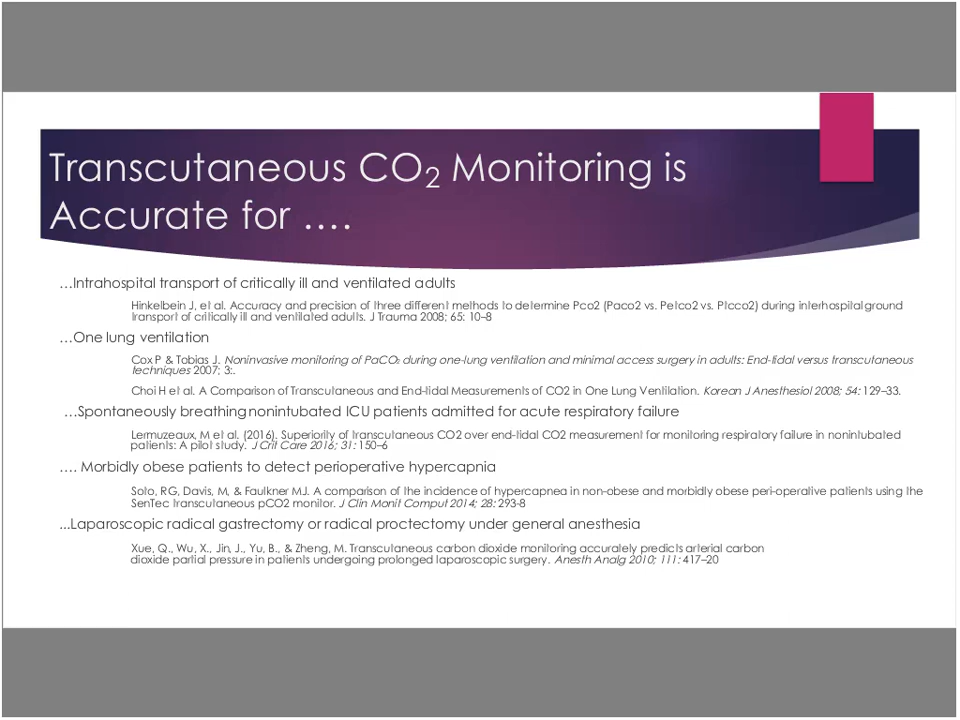 Transcutaneous CO₂ Monitoring is
Accurate for ….
…Intrahospital transport of critically ill and ventilated adults
Hinkelbein J, et al. Accuracy and precision of three different methods to determine Pco2 (Paco2 vs. Petco2 vs. Ptcco2) during interhospital ground
transport of critically ill and ventilated adults. J Trauma 2008; 65: 10–8
…One lung ventilation
Cox P & Tobias J. Noninvasive monitoring of PaCO₂ during one-lung ventilation and minimal access surgery in adults: End-tidal versus transcutaneous
techniques 2007; 3:.
Choi H et al. A Comparison of Transcutaneous and End-tidal Measurements of CO2 in One Lung Ventilation. Korean J Anesthesiol 2008; 54: 129–33.
…Spontaneously breathing nonintubated ICU patients admitted for acute respiratory failure
Lermuzeaux, M et al. (2016). Superiority of transcutaneous CO2 over end-tidal CO2 measurement for monitoring respiratory failure in nonintubated
patients: A pilot study. J Crit Care 2016; 31: 150–6
…. Morbidly obese patients to detect perioperative hypercapnia
Soto, RG, Davis, M, & Faulkner MJ. A comparison of the incidence of hypercapnea in non-obese and morbidly obese peri-operative patients using the
SenTec transcutaneous pCO2 monitor. J Clin Monit Comput 2014; 28: 293-8
...Laparoscopic radical gastrectomy or radical proctectomy under general anesthesia
Xue, Q., Wu, X., Jin, J., Yu, B., & Zheng, M. Transcutaneous carbon dioxide monitoring accurately predicts arterial carbon
dioxide partial pressure in patients undergoing prolonged laparoscopic surgery. Anesth Analg 2010; 111: 417–20